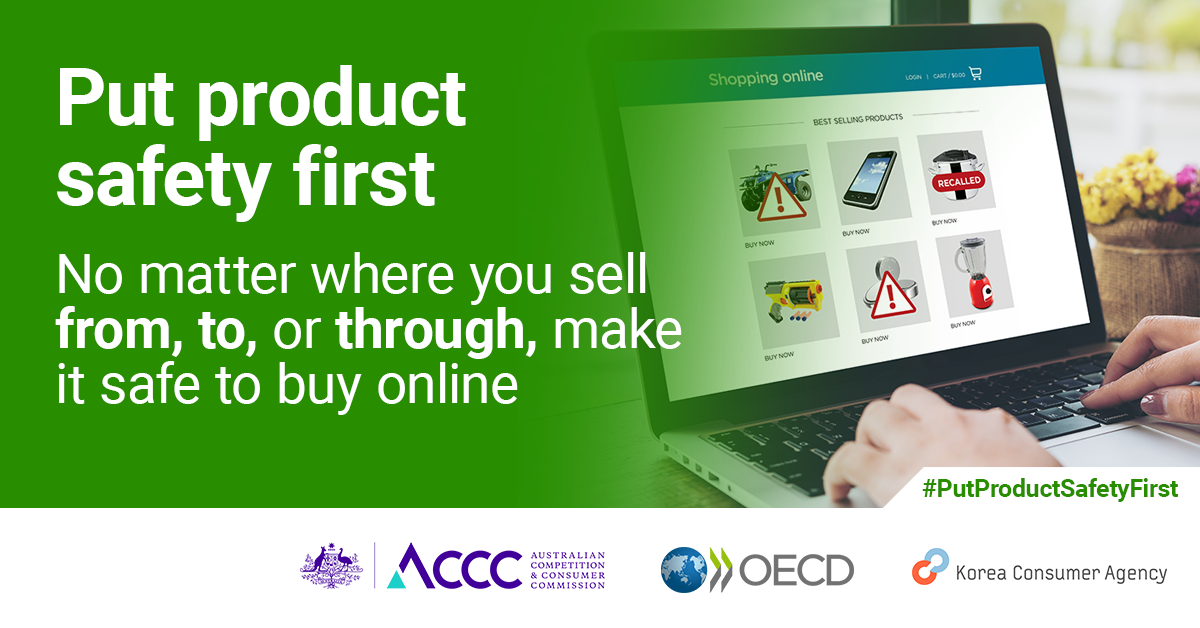 Put product
safety first
No matter where you sell
from, to, or through, make
it safe to buy online
Shopping online
LOGIN | CART / $0.00
BEST SELLING PRODUCTS
RECALLED
BUY NOW
BUY NOW
BUY NOW
BUY NOW
BUY NOW
BUY NOW
#PutProductSafetyFirst
ACCC
AUSTRALIAN
COMPETITION
& CONSUMER
COMMISSION
OECD
Korea Consumer Agency